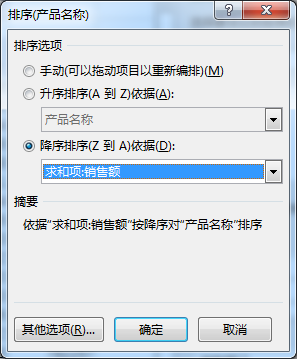 排序(产品名称)
排序选项
手动(可以拖动项目以重新编排)(M)
升序排序(A 到 Z)依据(A):
产品名称
降序排序(Z 到 A)依据(D):
求和项:销售额
摘要
依据“求和项:销售额”按降序对“产品名称”排序
其他选项(R)... 确定 取消